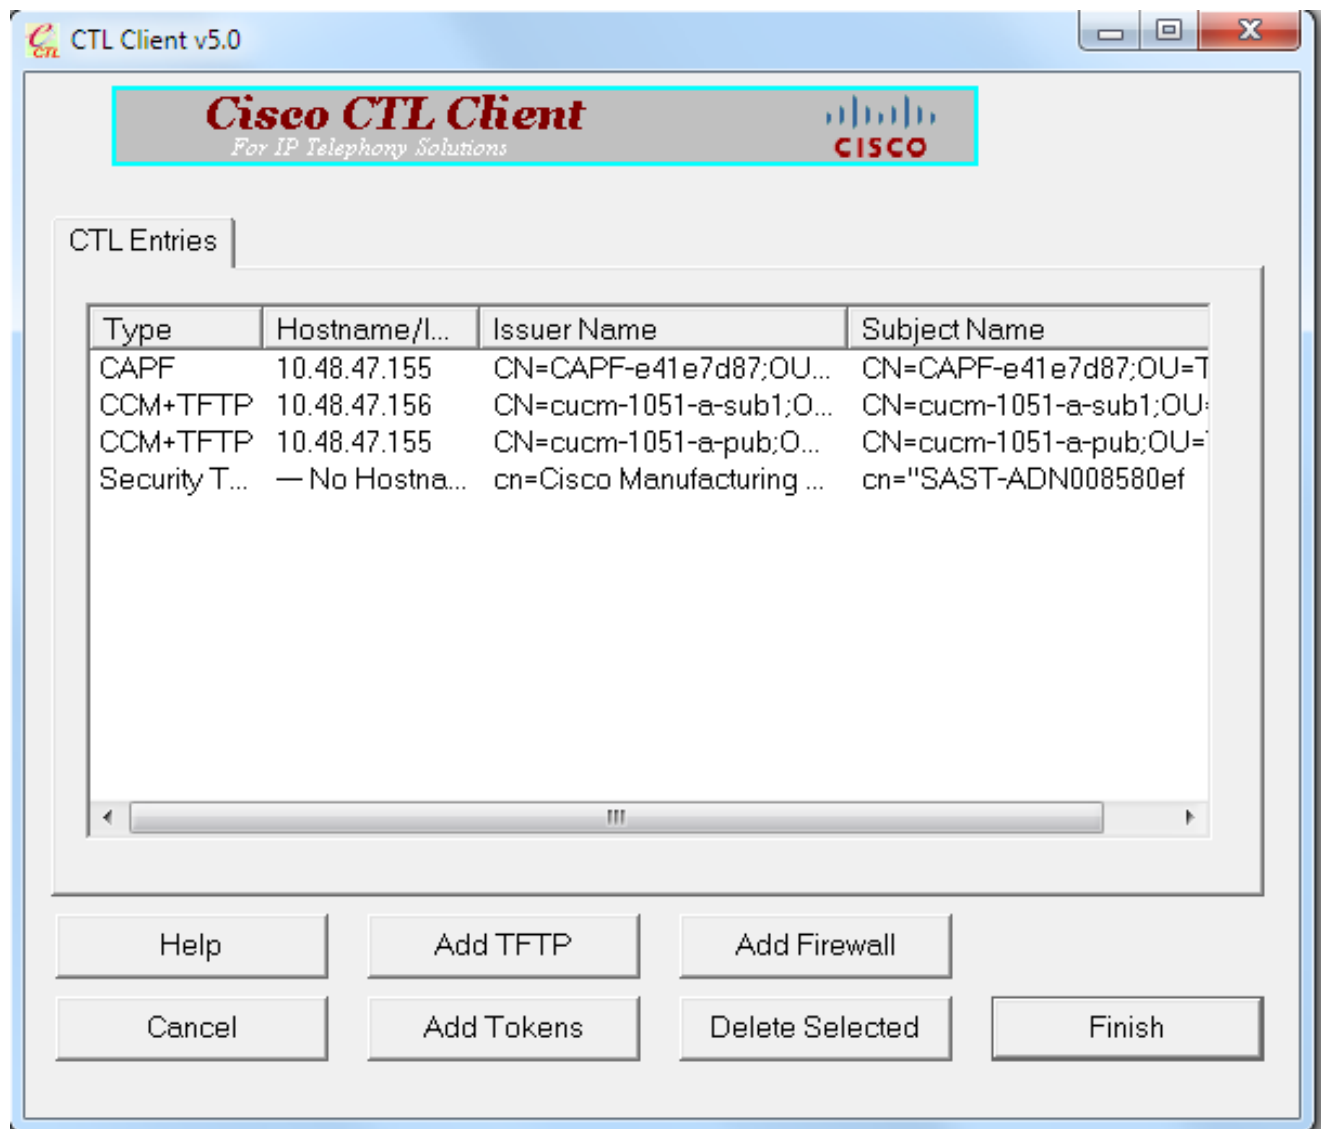 CTL Client v5.0
Cisco CTL Client
For IP Telephony Solutions
CISCO
CTL Entries
Type Hostname/I... Issuer Name Subject Name
CAPF 10.48.47.155 CN=CAPF-e41e7d87;OU... CN=CAPF-e41e7d87;OU=T
CCM+TFTP 10.48.47.156 CN=cucm-1051-a-sub1;O... CN=cucm-1051-a-sub1;OU=
CCM+TFTP 10.48.47.155 CN=cucm-1051-a-pub;O... CN=cucm-1051-a-pub;OU=
Security T... — No Hostna... cn=Cisco Manufacturing ... cn="SAST-ADN008580ef
Help Add TFTP Add Firewall
Cancel Add Tokens Delete Selected Finish